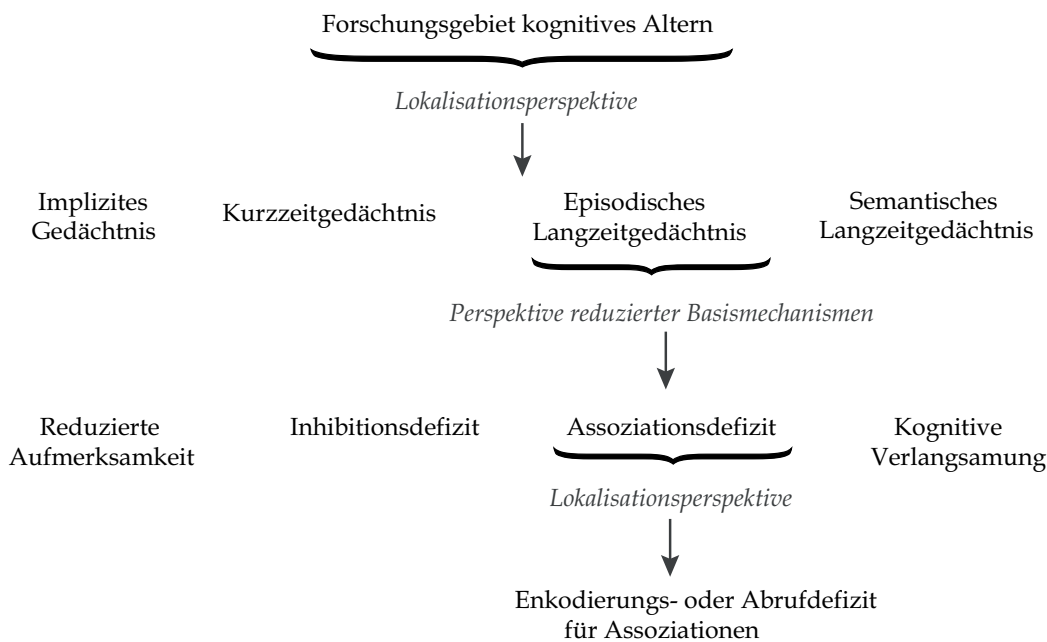 Forschungsgebiet kognitives Altern
Lokalisationsperspektive
Implizites
Gedächtnis
Kurzzeitgedächtnis
Episodisches
Langzeitgedächtnis
Semantisches
Langzeitgedächtnis
Perspektive reduzierter Basismechanismen
Reduzierte
Aufmerksamkeit
Inhibitionsdefizit
Assoziationsdefizit
Kognitive
Verlangsamung
Lokalisationsperspektive
Enkodierungs- oder Abrufdefizit
für Assoziationen